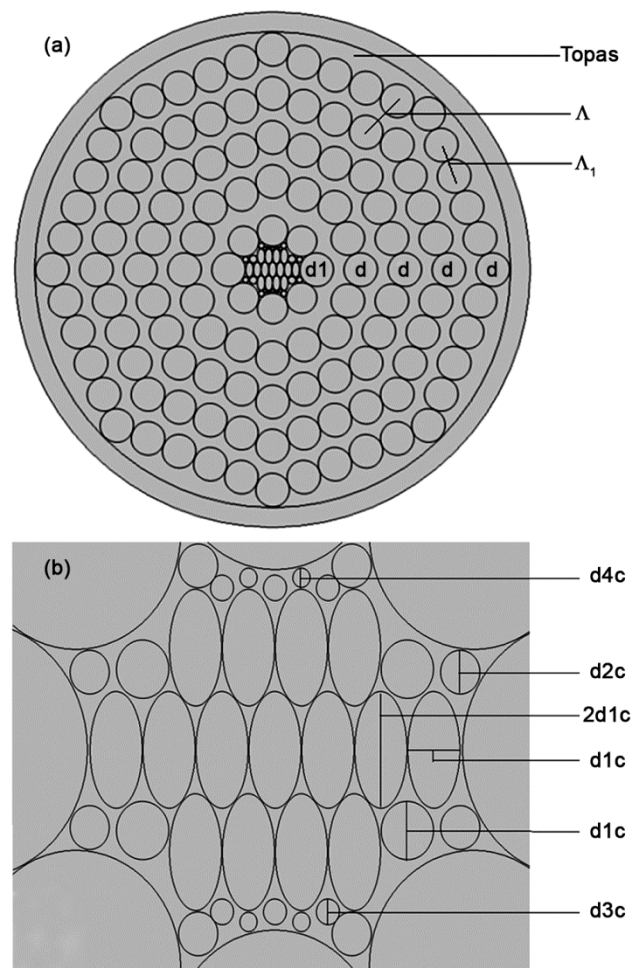 (a)
Topas
Λ
Λ₁
d1 d d d d
(b)
d4c
d2c
2d1c
d1c
d1c
d3c